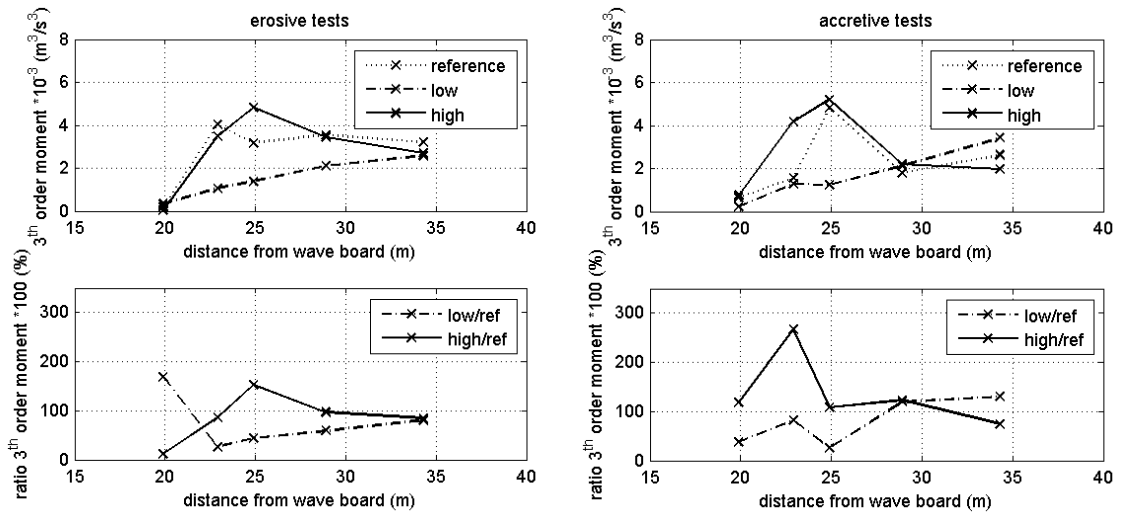 erosive tests
3th order moment *10-3 (m3/s3)
8
6
4
2
0
reference
low
high
15 20 25 30 35 40
distance from wave board (m)
accretive tests
3th order moment *10-3 (m3/s3)
8
6
4
2
0
reference
low
high
15 20 25 30 35 40
distance from wave board (m)
ratio 3th order moment *100 (%)
300
200
100
0
low/ref
high/ref
15 20 25 30 35 40
distance from wave board (m)
ratio 3th order moment *100 (%)
300
200
100
0
low/ref
high/ref
15 20 25 30 35 40
distance from wave board (m)